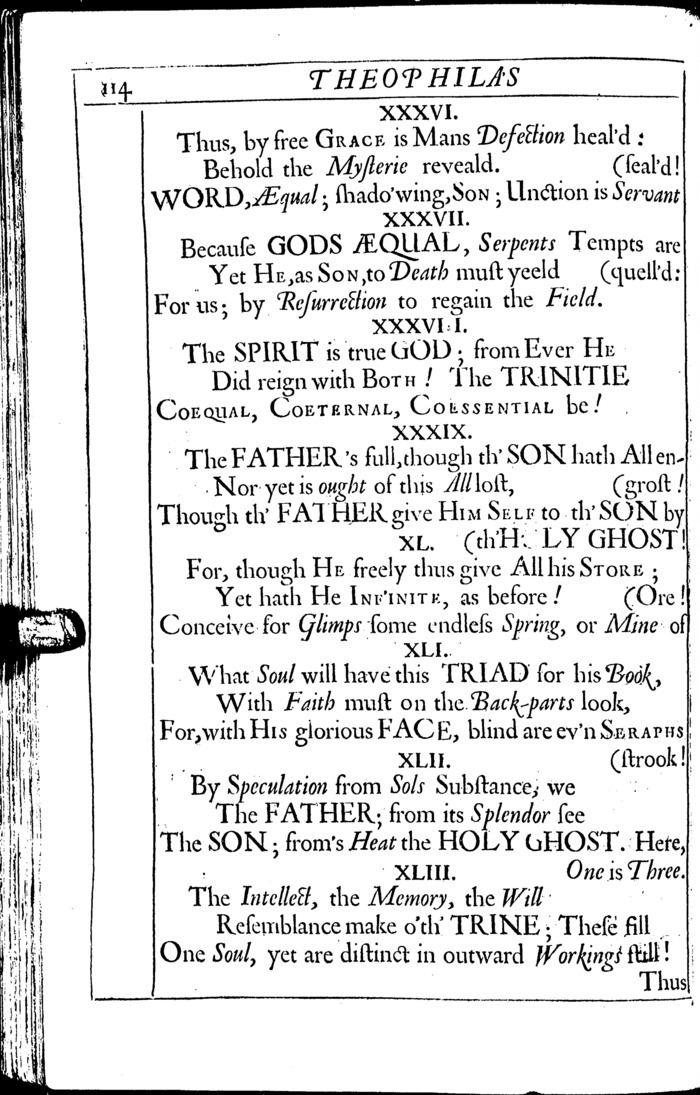 114 THEOPHILA'S
XXXVI.
Thus, by free GRACE is Mans Defection heal'd :
Behold the Myſterie reveald. (ſeal'd!
WORD, Æqual ; ſhado'wing, SON ; Unction is Servant
XXXVII.
Becauſe GODS ÆQUAL, Serpents Tempts are
Yet HE, as SON, to Death muſt yeeld (quell'd:
For us ; by Reſurrection to regain the Field.
XXXVIII.
The SPIRIT is true GOD ; from Ever HE
Did reign with BOTH ! The TRINITIE
COEQUAL, COETERNAL, COESSENTIAL be !
XXXIX.
The FATHER's full, though th' SON hath All en-
Nor yet is ought of this All loſt, (groſt !
Though th' FATHER give HIM SELF to th' SON by
XL. (th' HOLY GHOST!
For, though HE freely thus give All his STORE ;
Yet hath He INF'INITE, as before ! (Ore !
Conceive for Glimps ſome endleſs Spring, or Mine of
XLI.
What Soul will have this TRIAD for his Book,
With Faith muſt on the Back-parts look,
For, with HIS glorious FACE, blind are ev'n SERAPHS
XLII. (ſtrook !
By Speculation from Sols Subſtance, we
The FATHER ; from its Splendor ſee
The SON ; from's Heat the HOLY GHOST. Here,
XLIII. One is Three.
The Intellect, the Memory, the Will
Reſemblance make o'th' TRINE ; Theſe fill
One Soul, yet are diſtinct in outward Workings ſtill !
Thus